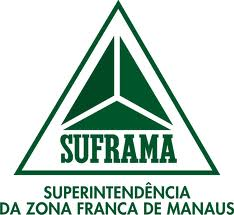 SUFRAMA
SUPERINTENDÊNCIA
DA ZONA FRANCA DE MANAUS